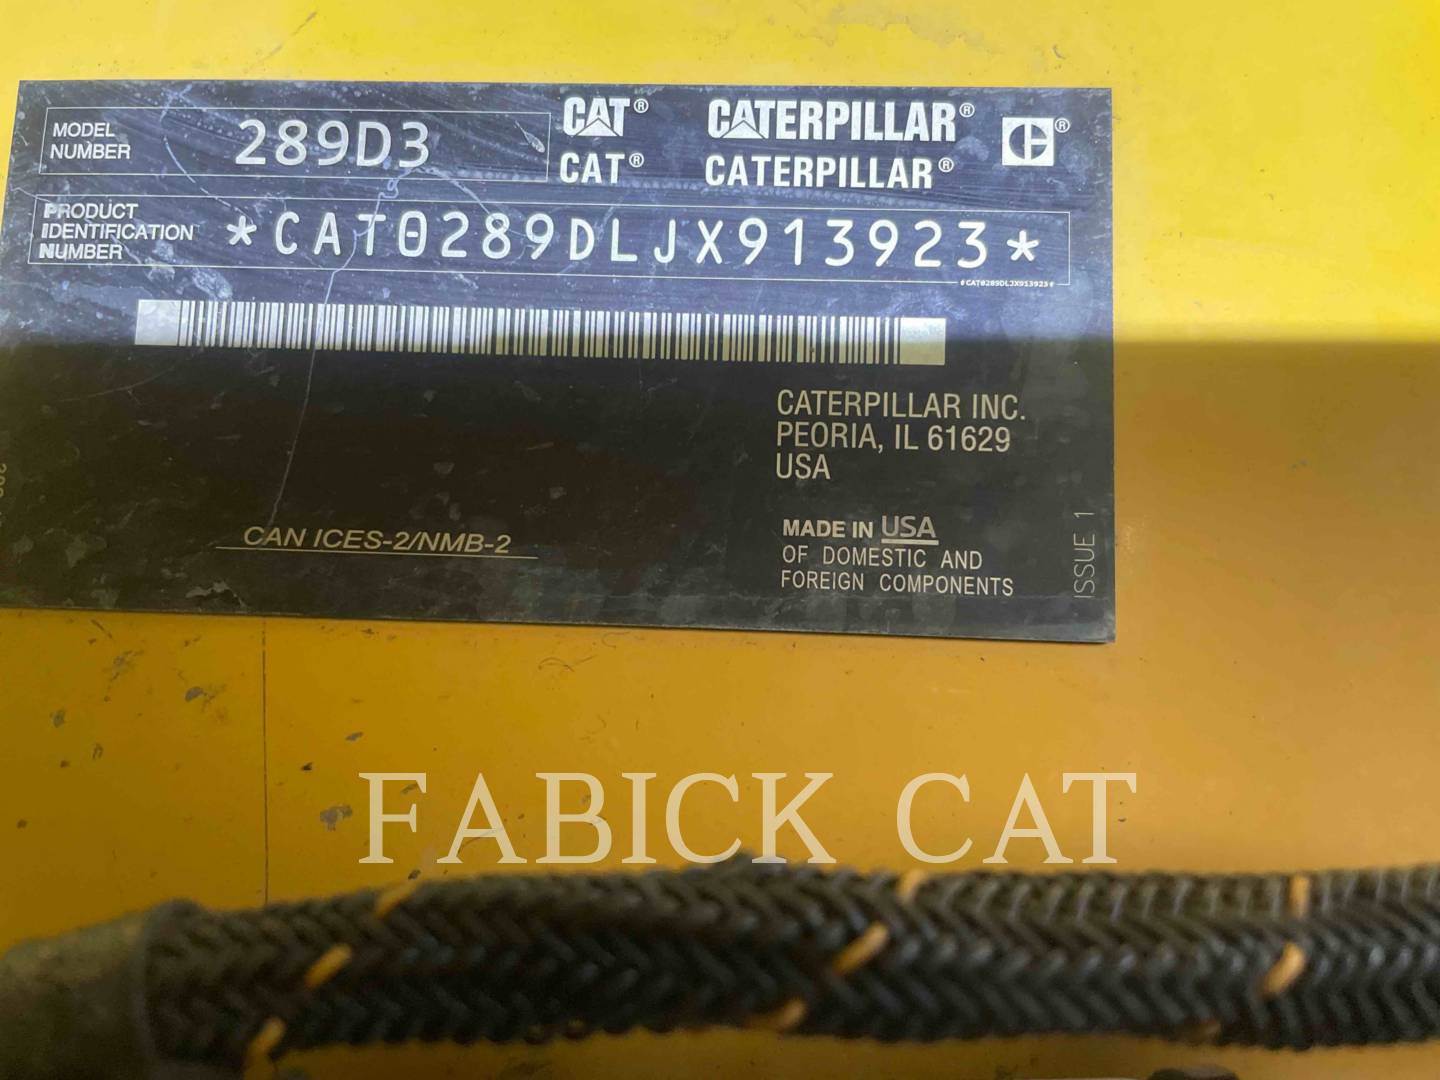 MODEL
NUMBER
289D3
CAT® CATERPILLAR®
CAT® CATERPILLAR®
PRODUCT
IDENTIFICATION
NUMBER
*CAT0289DLJX913923*
*CAT0289DLJX913923*
CATERPILLAR INC.
PEORIA, IL 61629
USA
CAN ICES-2/NMB-2
MADE IN USA
OF DOMESTIC AND
FOREIGN COMPONENTS
ISSUE 1
FABICK CAT